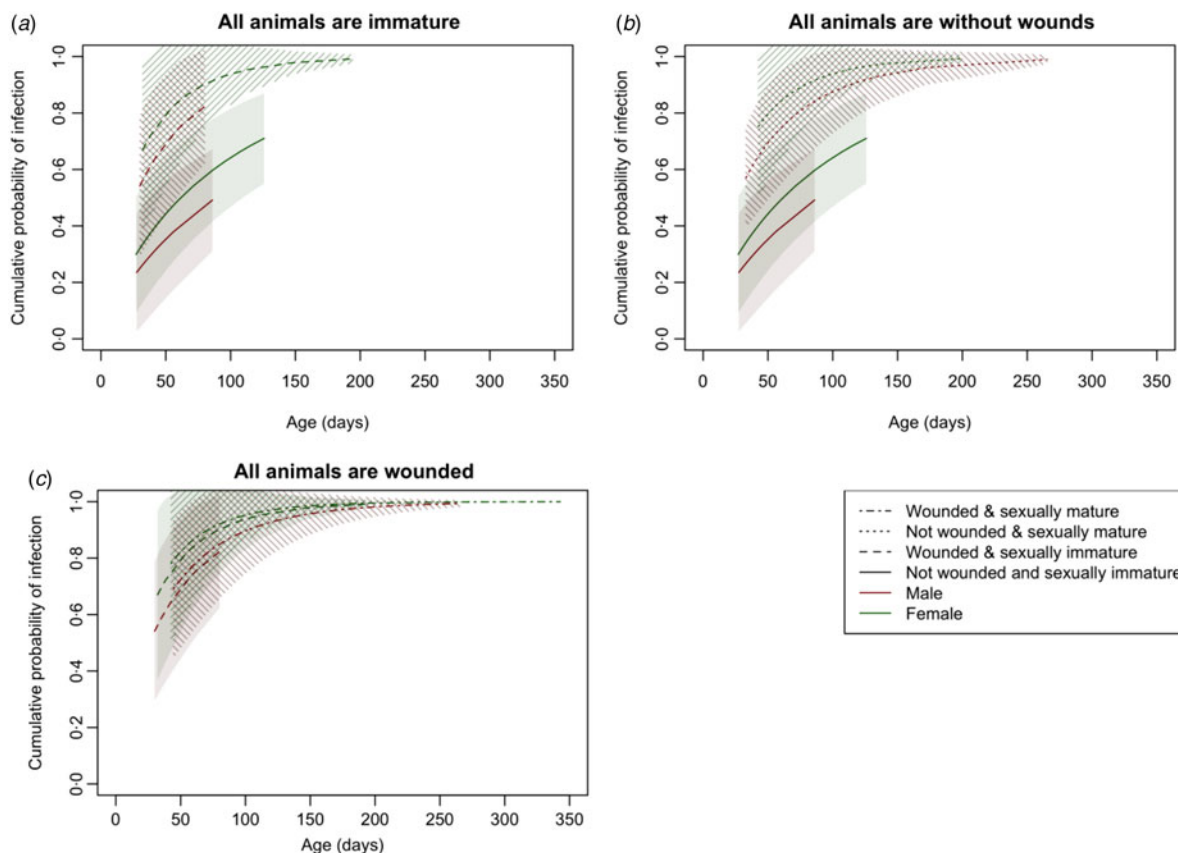 (a)
All animals are immature
Cumulative probability of infection
0·0 0·2 0·4 0·6 0·8 1·0
0 50 100 150 200 250 300 350
Age (days)
(b)
All animals are without wounds
Cumulative probability of infection
0·0 0·2 0·4 0·6 0·8 1·0
0 50 100 150 200 250 300 350
Age (days)
(c)
All animals are wounded
Cumulative probability of infection
0·0 0·2 0·4 0·6 0·8 1·0
0 50 100 150 200 250 300 350
Age (days)
Wounded & sexually mature
Not wounded & sexually mature
Wounded & sexually immature
Not wounded and sexually immature
Male
Female